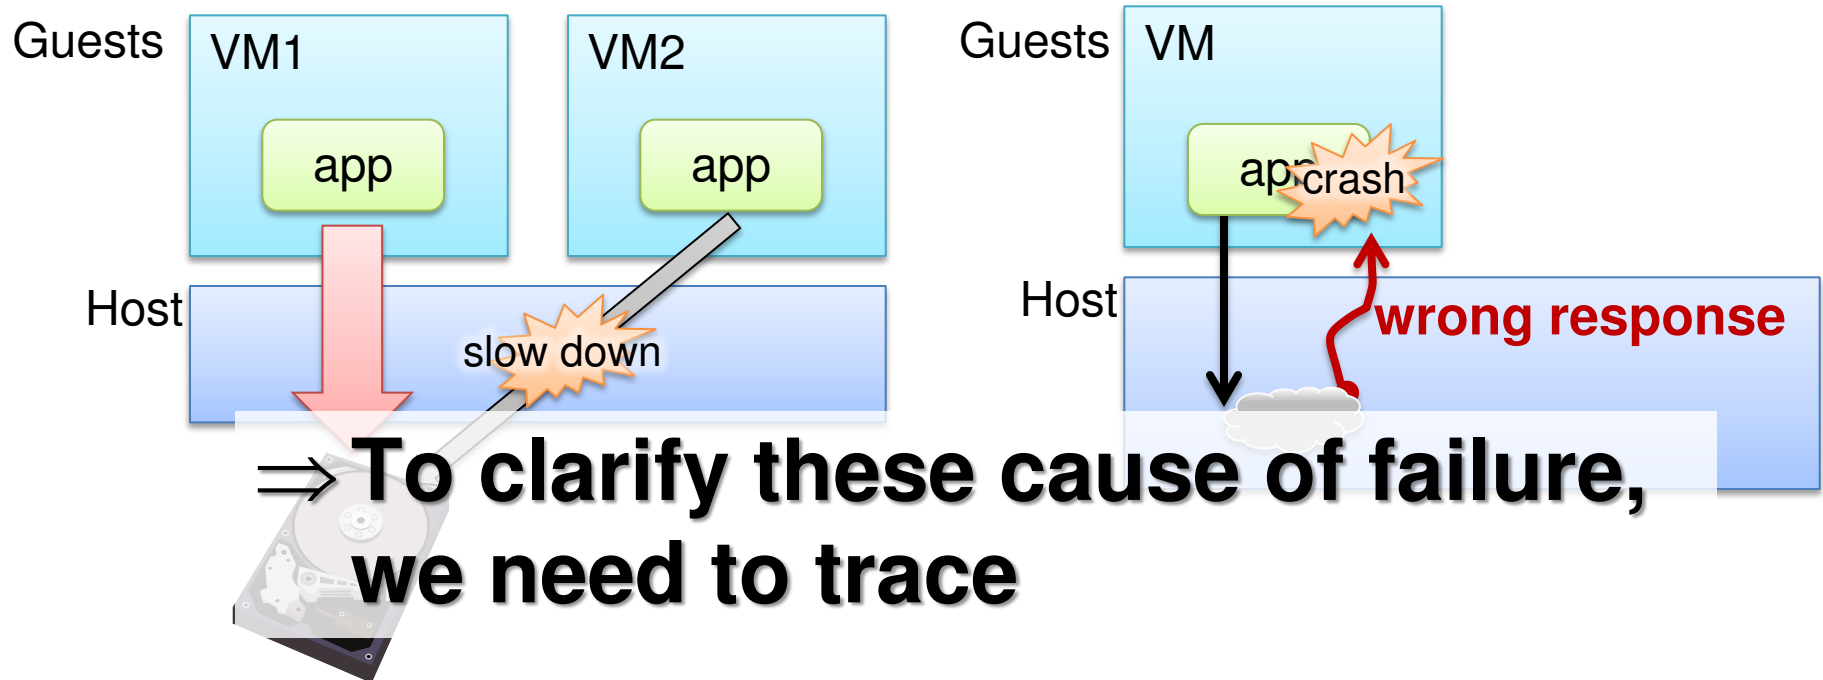 Guests
VM1
VM2
app
app
Host
slow down
Guests
VM
app
crash
Host
wrong response
⇒ To clarify these cause of failure,
we need to trace